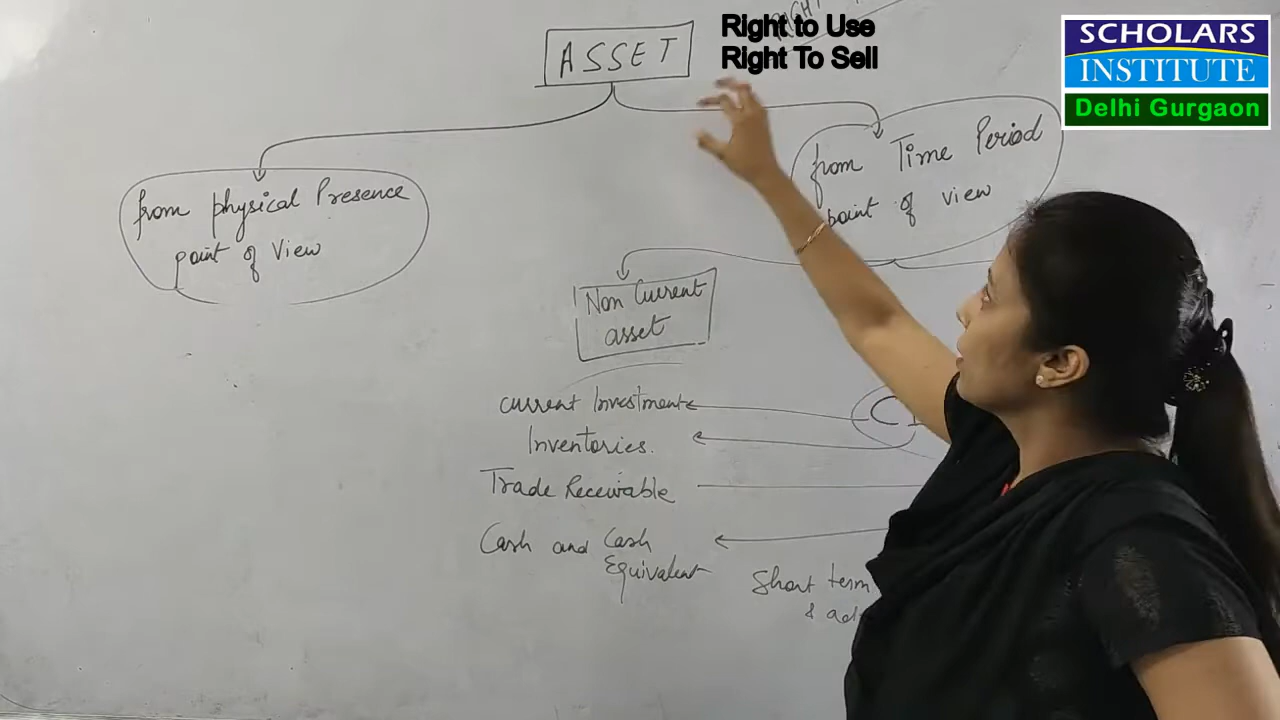 Right to Use
Right To Sell
SCHOLARS
INSTITUTE
Delhi Gurgaon
ASSET
from physical Presence
point of View
from Time Period
point of view
Non Current
asset
current Investment
Inventories.
Trade Receivable
Cash and Cash
Equivalent
Short term
&